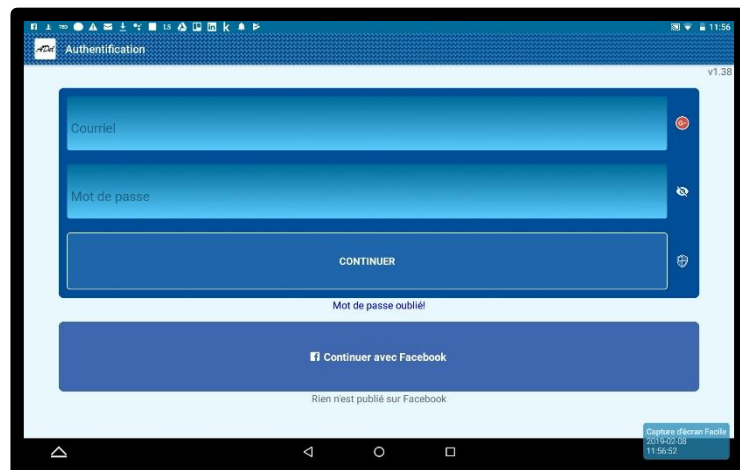 11:56
ADel Authentification
v1.38
Courriel
G+
Mot de passe
CONTINUER
Mot de passe oublié!
Continuer avec Facebook
Rien n'est publié sur Facebook
Capture d'écran Facile
2019-02-08
11:56:52